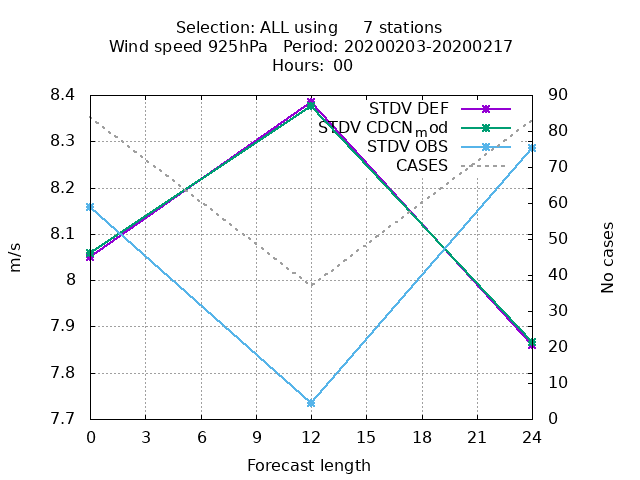 Selection: ALL using 7 stations
Wind speed 925hPa Period: 20200203-20200217
Hours: 00
8.4
8.3
8.2
8.1
8
7.9
7.8
7.7
m/s
90
80
70
60
50
40
30
20
10
0
No cases
STDV DEF
STDV CDCNmod
STDV OBS
CASES
0 3 6 9 12 15 18 21 24
Forecast length